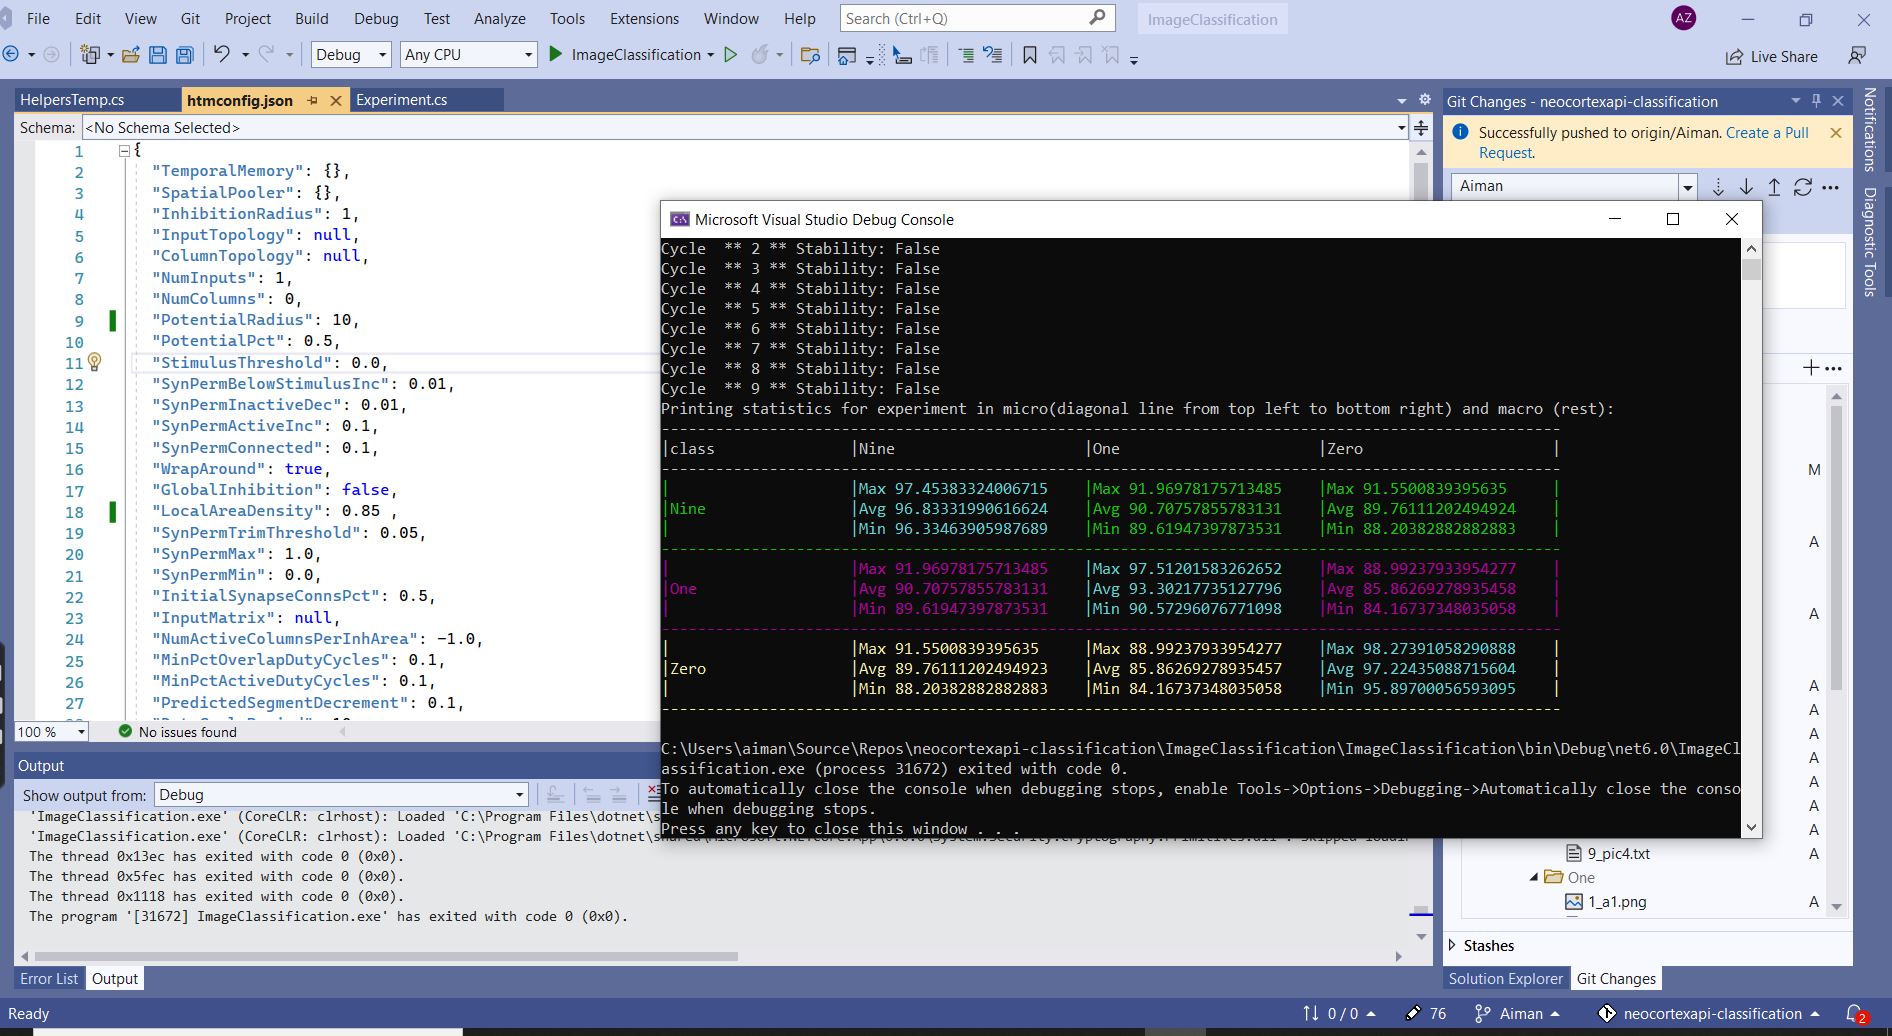 File Edit View Git Project Build Debug Test Analyze Tools Extensions Window Help Search (Ctrl+Q) ImageClassification AZ
Debug Any CPU ImageClassification Live Share
HelpersTemp.cs htmconfig.json Experiment.cs
Schema: <No Schema Selected>
1 {
2 "TemporalMemory": {},
3 "SpatialPooler": {},
4 "InhibitionRadius": 1,
5 "InputTopology": null,
6 "ColumnTopology": null,
7 "NumInputs": 1,
8 "NumColumns": 0,
9 "PotentialRadius": 10,
10 "PotentialPct": 0.5,
11 "StimulusThreshold": 0.0,
12 "SynPermBelowStimulusInc": 0.01,
13 "SynPermInactiveDec": 0.01,
14 "SynPermActiveInc": 0.1,
15 "SynPermConnected": 0.1,
16 "WrapAround": true,
17 "GlobalInhibition": false,
18 "LocalAreaDensity": 0.85 ,
19 "SynPermTrimThreshold": 0.05,
20 "SynPermMax": 1.0,
21 "SynPermMin": 0.0,
22 "InitialSynapseConnsPct": 0.5,
23 "InputMatrix": null,
24 "NumActiveColumnsPerInhArea": -1.0,
25 "MinPctOverlapDutyCycles": 0.1,
26 "MinPctActiveDutyCycles": 0.1,
27 "PredictedSegmentDecrement": 0.1,
100 % No issues found
Microsoft Visual Studio Debug Console
Cycle ** 2 ** Stability: False
Cycle ** 3 ** Stability: False
Cycle ** 4 ** Stability: False
Cycle ** 5 ** Stability: False
Cycle ** 6 ** Stability: False
Cycle ** 7 ** Stability: False
Cycle ** 8 ** Stability: False
Cycle ** 9 ** Stability: False
Printing statistics for experiment in micro(diagonal line from top left to bottom right) and macro (rest):
|class |Nine |One |Zero |
| |Max 97.45383324006715 |Max 91.96978175713485 |Max 91.5500839395635 |
|Nine |Avg 96.83331990616624 |Avg 90.70757855783131 |Avg 89.76111202494924 |
| |Min 96.33463905987689 |Min 89.61947397873531 |Min 88.20382882882883 |
| |Max 91.96978175713485 |Max 97.51201583262652 |Max 88.99237933954277 |
|One |Avg 90.70757855783131 |Avg 93.30217735127796 |Avg 85.86269278935458 |
| |Min 89.61947397873531 |Min 90.57296076771098 |Min 84.16737348035058 |
| |Max 91.5500839395635 |Max 88.99237933954277 |Max 98.27391058290888 |
|Zero |Avg 89.76111202494923 |Avg 85.86269278935457 |Avg 97.22435088715604 |
| |Min 88.20382882882883 |Min 84.16737348035058 |Min 95.89700056593095 |
C:\Users\aiman\Source\Repos\neocortexapi-classification\ImageClassification\ImageClassification\bin\Debug\net6.0\ImageCl
assification.exe (process 31672) exited with code 0.
To automatically close the console when debugging stops, enable Tools->Options->Debugging->Automatically close the conso
le when debugging stops.
Press any key to close this window . . .
Output
Show output from: Debug
'ImageClassification.exe' (CoreCLR: clrhost): Loaded 'C:\Program Files\dotnet\s
'ImageClassification.exe' (CoreCLR: clrhost): Loaded 'C:\Program Files\dotnet\
The thread 0x13ec has exited with code 0 (0x0).
The thread 0x5fec has exited with code 0 (0x0).
The thread 0x1118 has exited with code 0 (0x0).
The program '[31672] ImageClassification.exe' has exited with code 0 (0x0).
Error List Output
Git Changes - neocortexapi-classification
Successfully pushed to origin/Aiman. Create a Pull
Request.
Aiman
M
A
A
A
A
A
A
A
A
A
A
9_pic4.txt A
One
1_a1.png A
Stashes
Solution Explorer Git Changes
Notifications
Diagnostic Tools
Ready 0 / 0 76 Aiman neocortexapi-classification 2